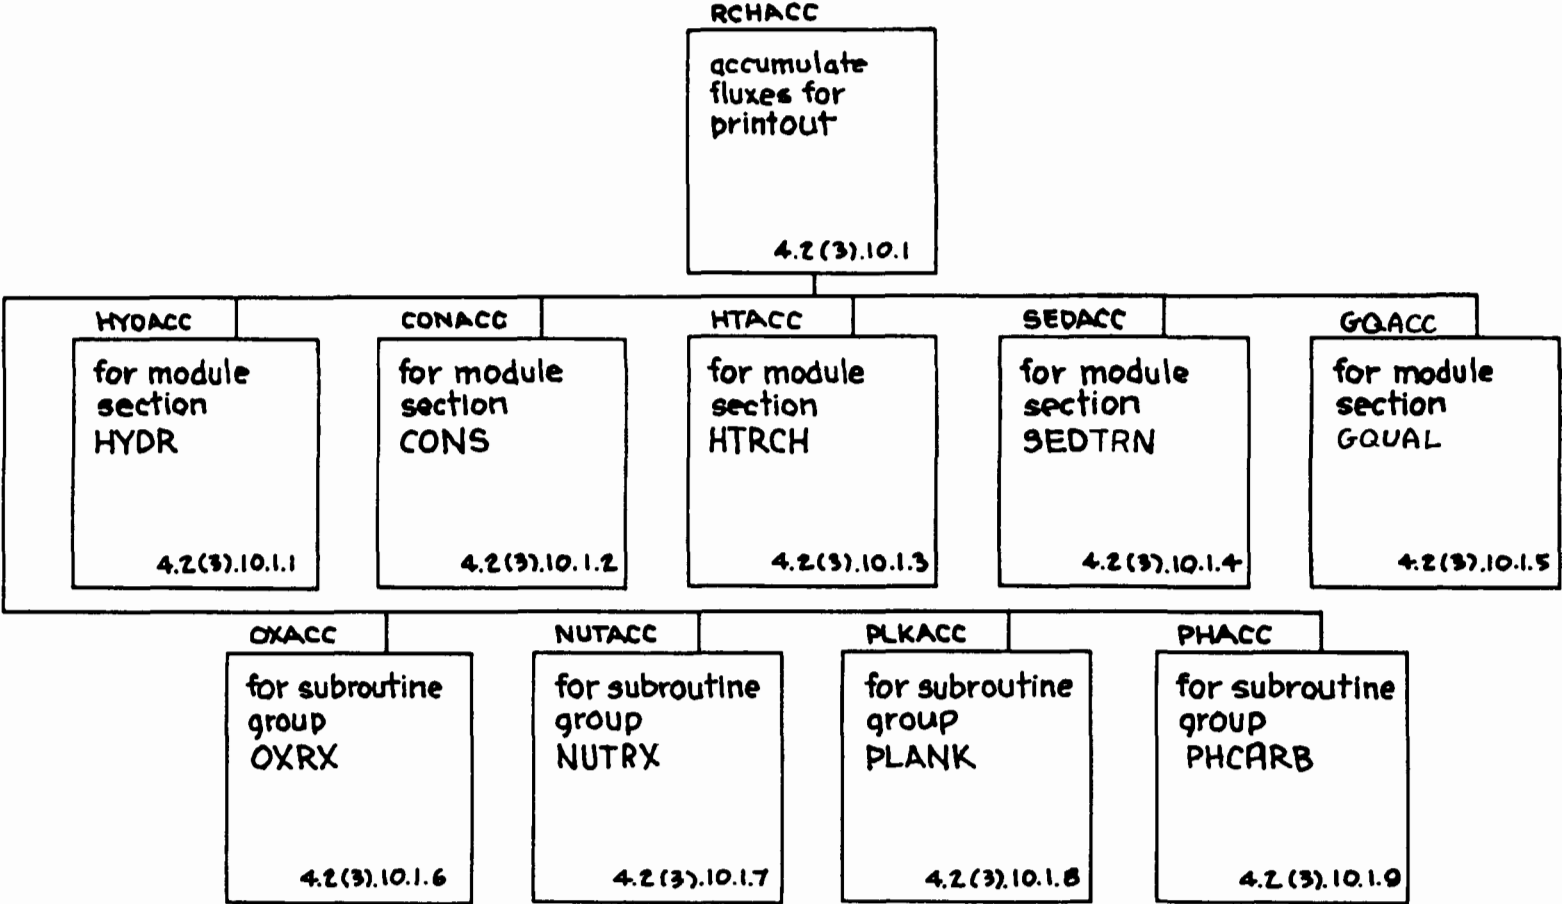 RCHACC
accumulate
fluxes for
printout
4.2(3).10.1
HYDACC
for module
section
HYDR
4.2(3).10.1.1
CONACC
for module
section
CONS
4.2(3).10.1.2
HTACC
for module
section
HTRCH
4.2(3).10.1.3
SEDACC
for module
section
SEDTRN
4.2(3).10.1.4
GQACC
for module
section
GQUAL
4.2(3).10.1.5
OXACC
for subroutine
group
OXRX
4.2(3).10.1.6
NUTACC
for subroutine
group
NUTRX
4.2(3).10.1.7
PLKACC
for subroutine
group
PLANK
4.2(3).10.1.8
PHACC
for subroutine
group
PHCARB
4.2(3).10.1.9